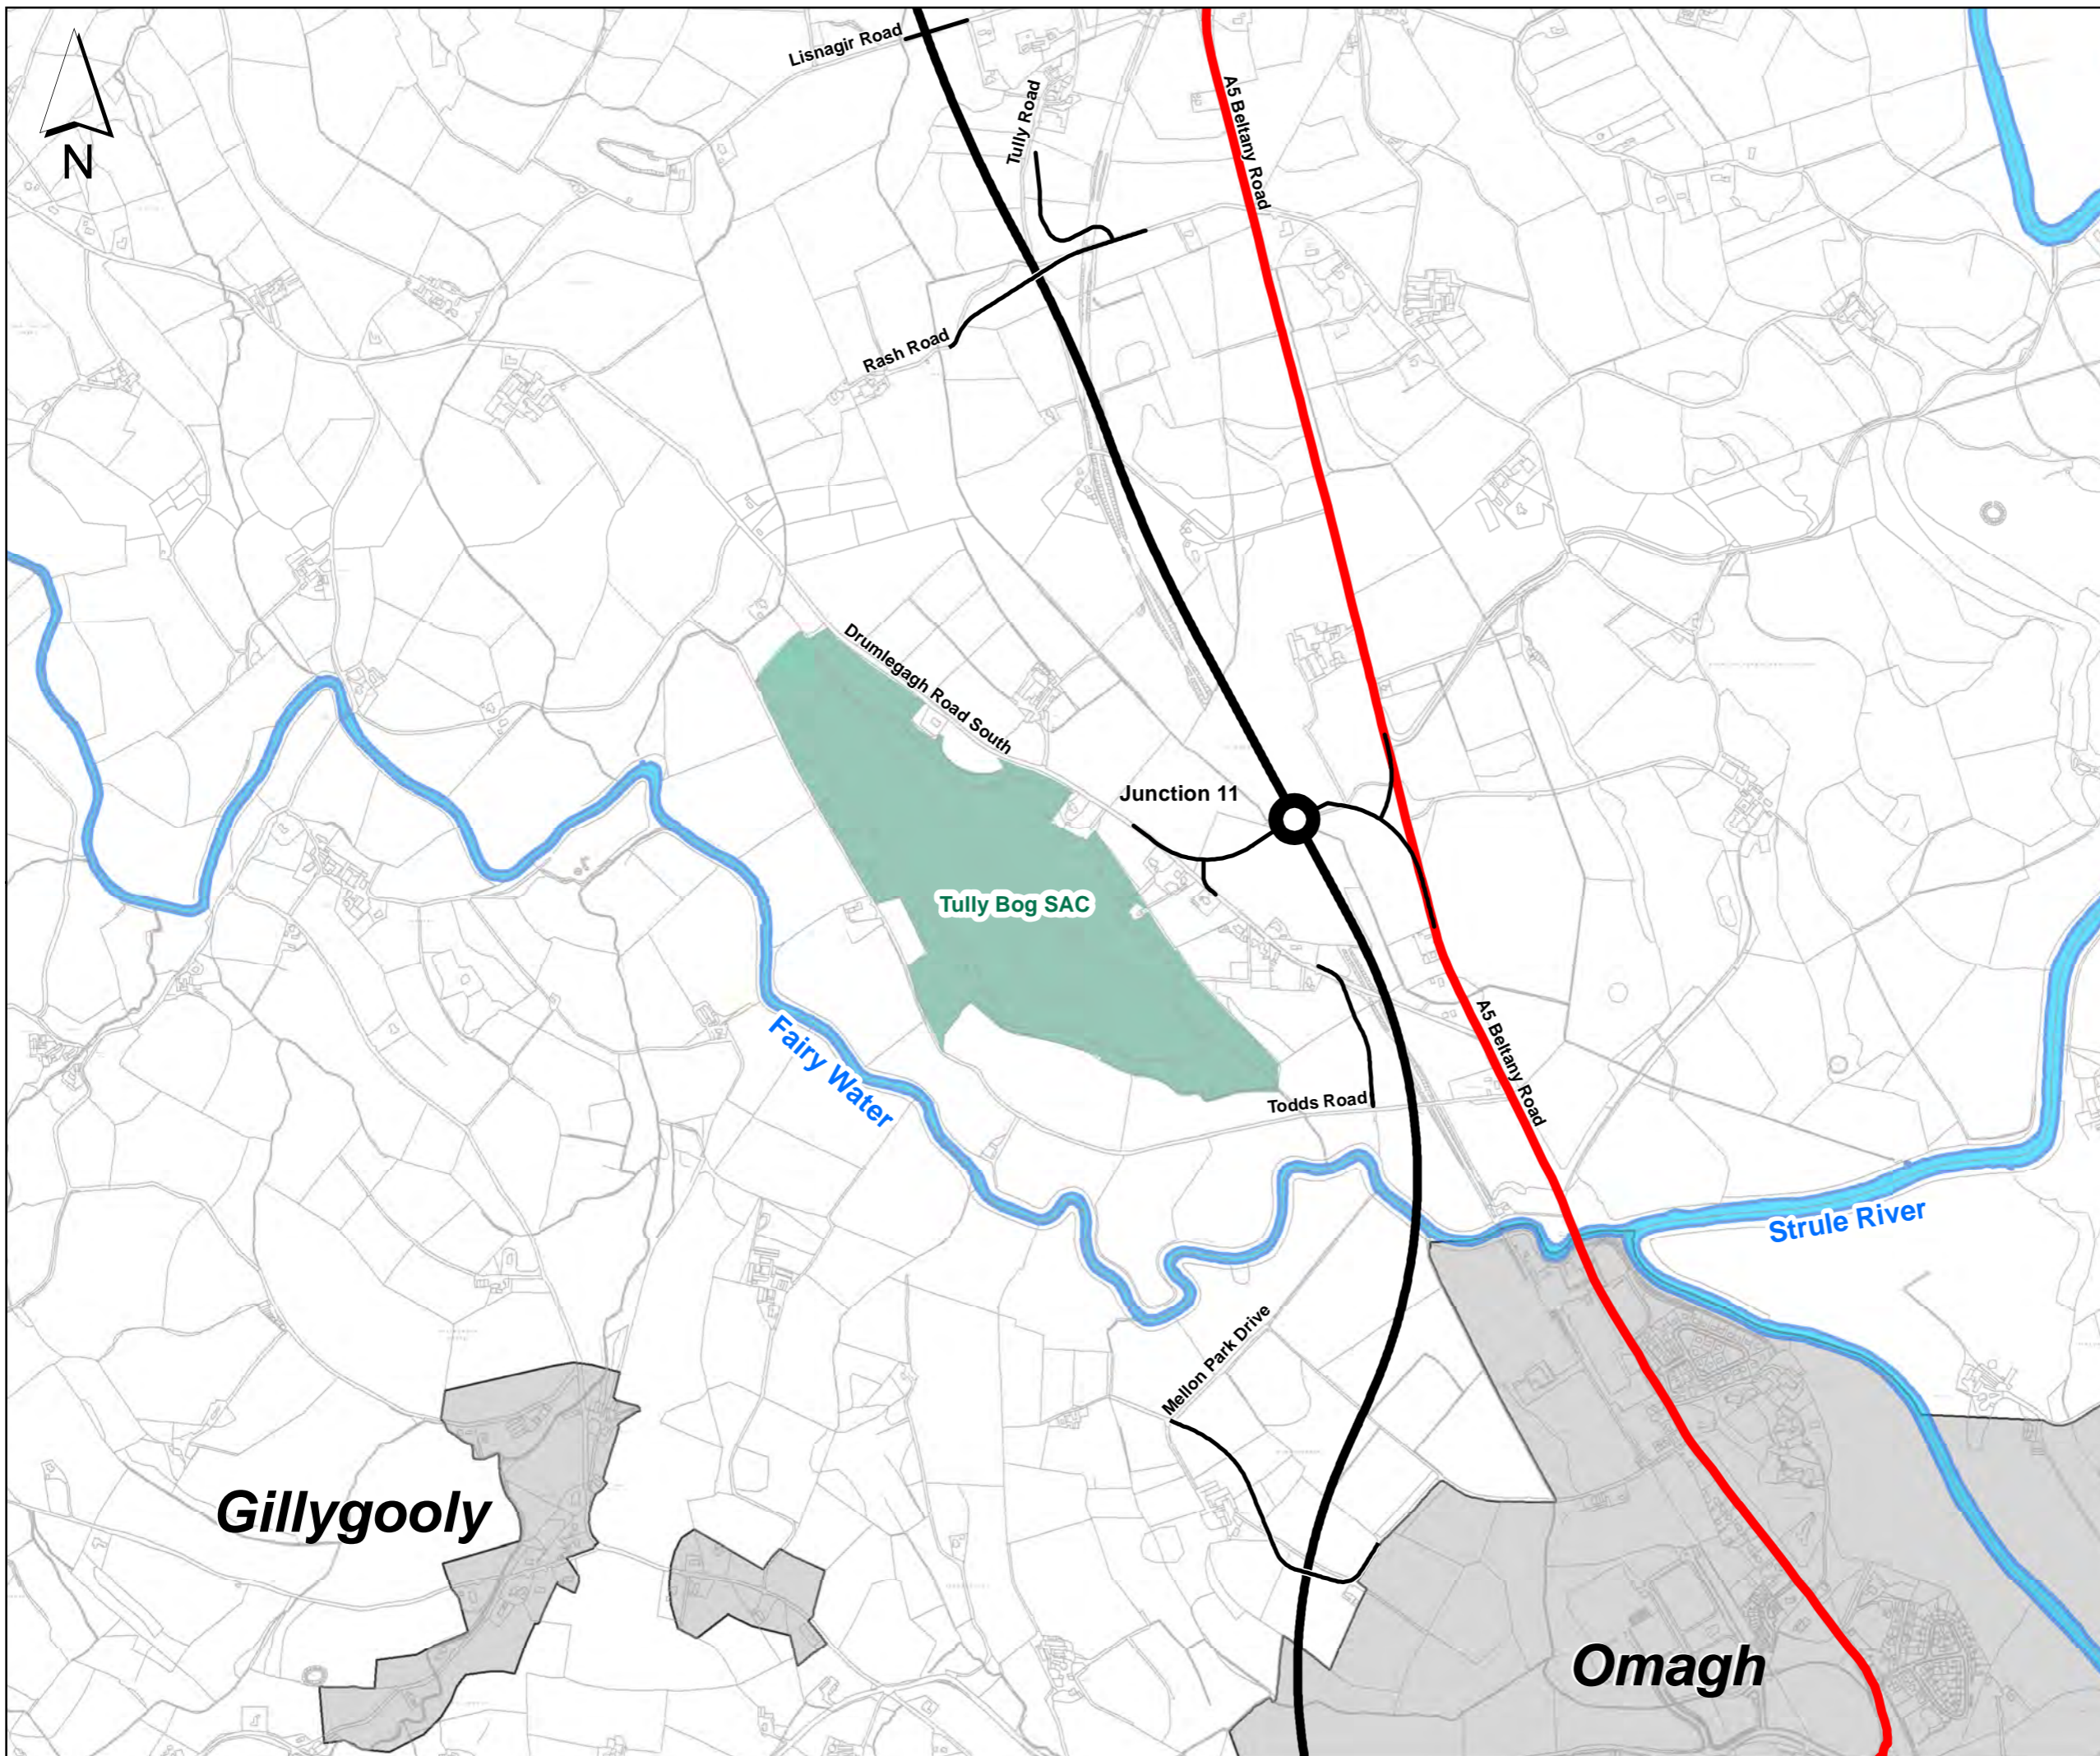 Lisnagir Road
Tully Road
A5 Beltany Road
N
Rash Road
Drumlegagh Road South
Junction 11
Tully Bog SAC
Fairy Water
A5 Beltany Road
Todds Road
Strule River
Mellon Park Drive
Gillygooly
Omagh